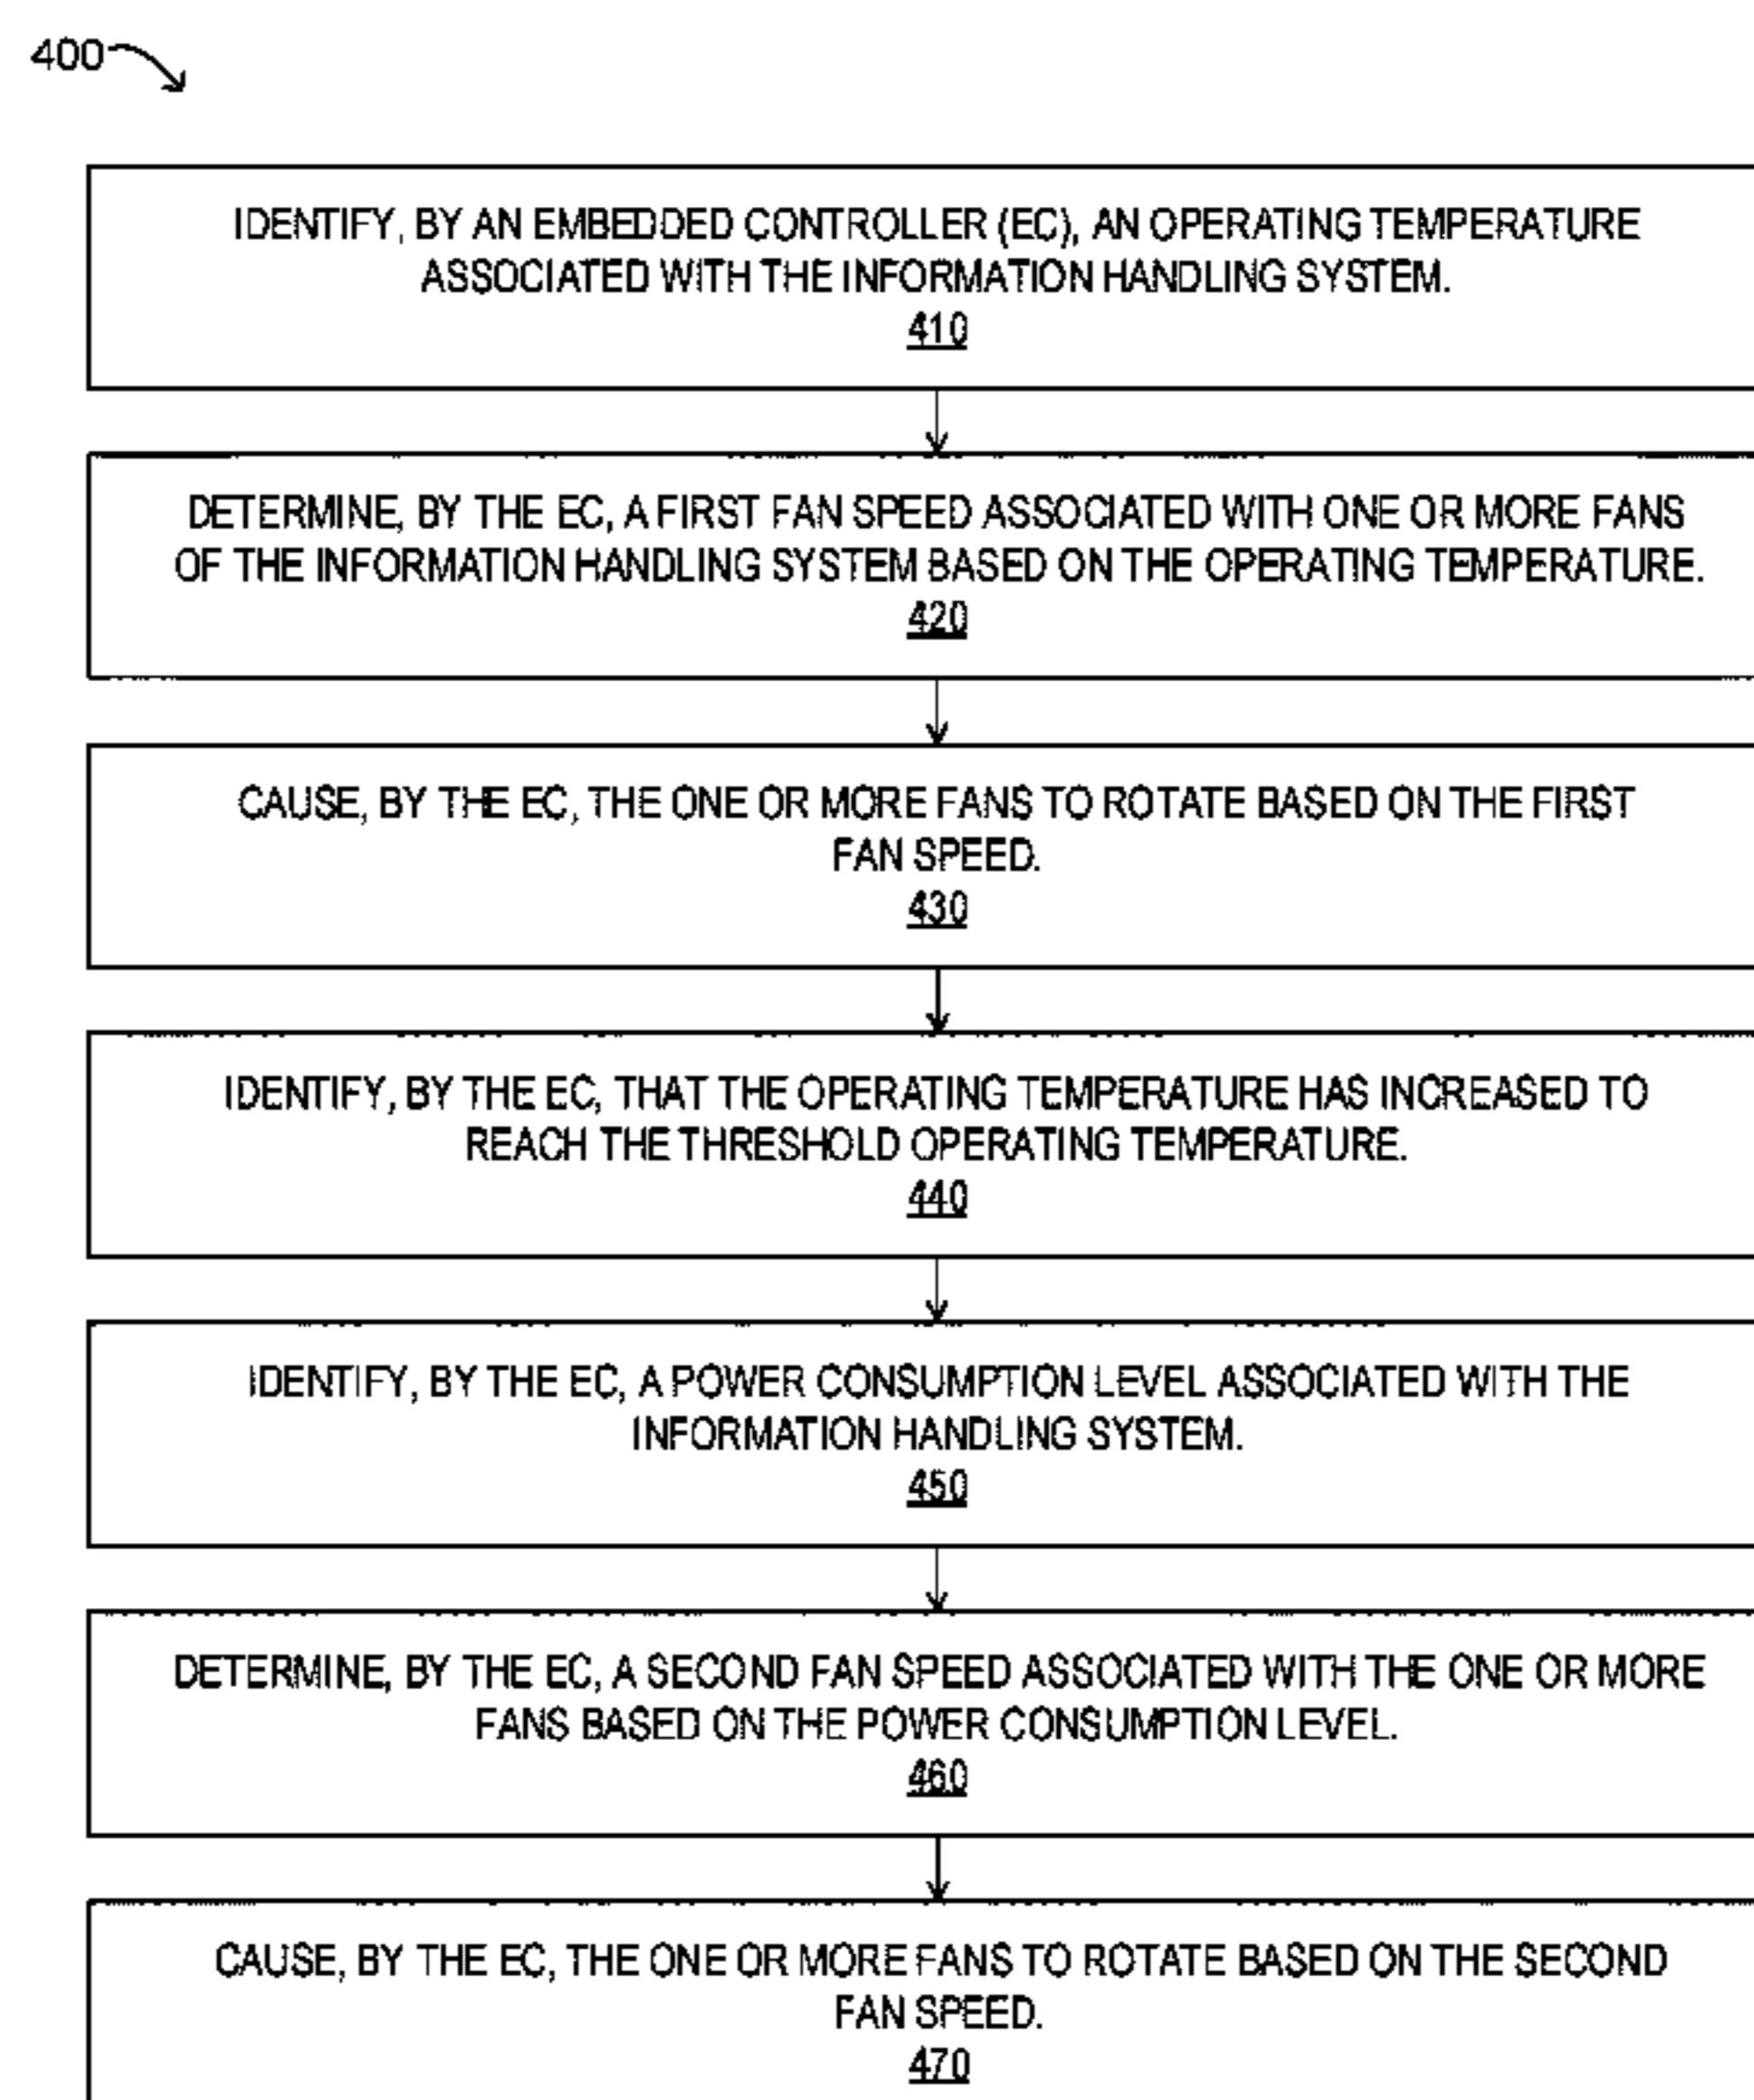 400
IDENTIFY, BY AN EMBEDDED CONTROLLER (EC), AN OPERATING TEMPERATURE
ASSOCIATED WITH THE INFORMATION HANDLING SYSTEM.
410
DETERMINE, BY THE EC, A FIRST FAN SPEED ASSOCIATED WITH ONE OR MORE FANS
OF THE INFORMATION HANDLING SYSTEM BASED ON THE OPERATING TEMPERATURE.
420
CAUSE, BY THE EC, THE ONE OR MORE FANS TO ROTATE BASED ON THE FIRST
FAN SPEED.
430
IDENTIFY, BY THE EC, THAT THE OPERATING TEMPERATURE HAS INCREASED TO
REACH THE THRESHOLD OPERATING TEMPERATURE.
440
IDENTIFY, BY THE EC, A POWER CONSUMPTION LEVEL ASSOCIATED WITH THE
INFORMATION HANDLING SYSTEM.
450
DETERMINE, BY THE EC, A SECOND FAN SPEED ASSOCIATED WITH THE ONE OR MORE
FANS BASED ON THE POWER CONSUMPTION LEVEL.
460
CAUSE, BY THE EC, THE ONE OR MORE FANS TO ROTATE BASED ON THE SECOND
FAN SPEED.
470